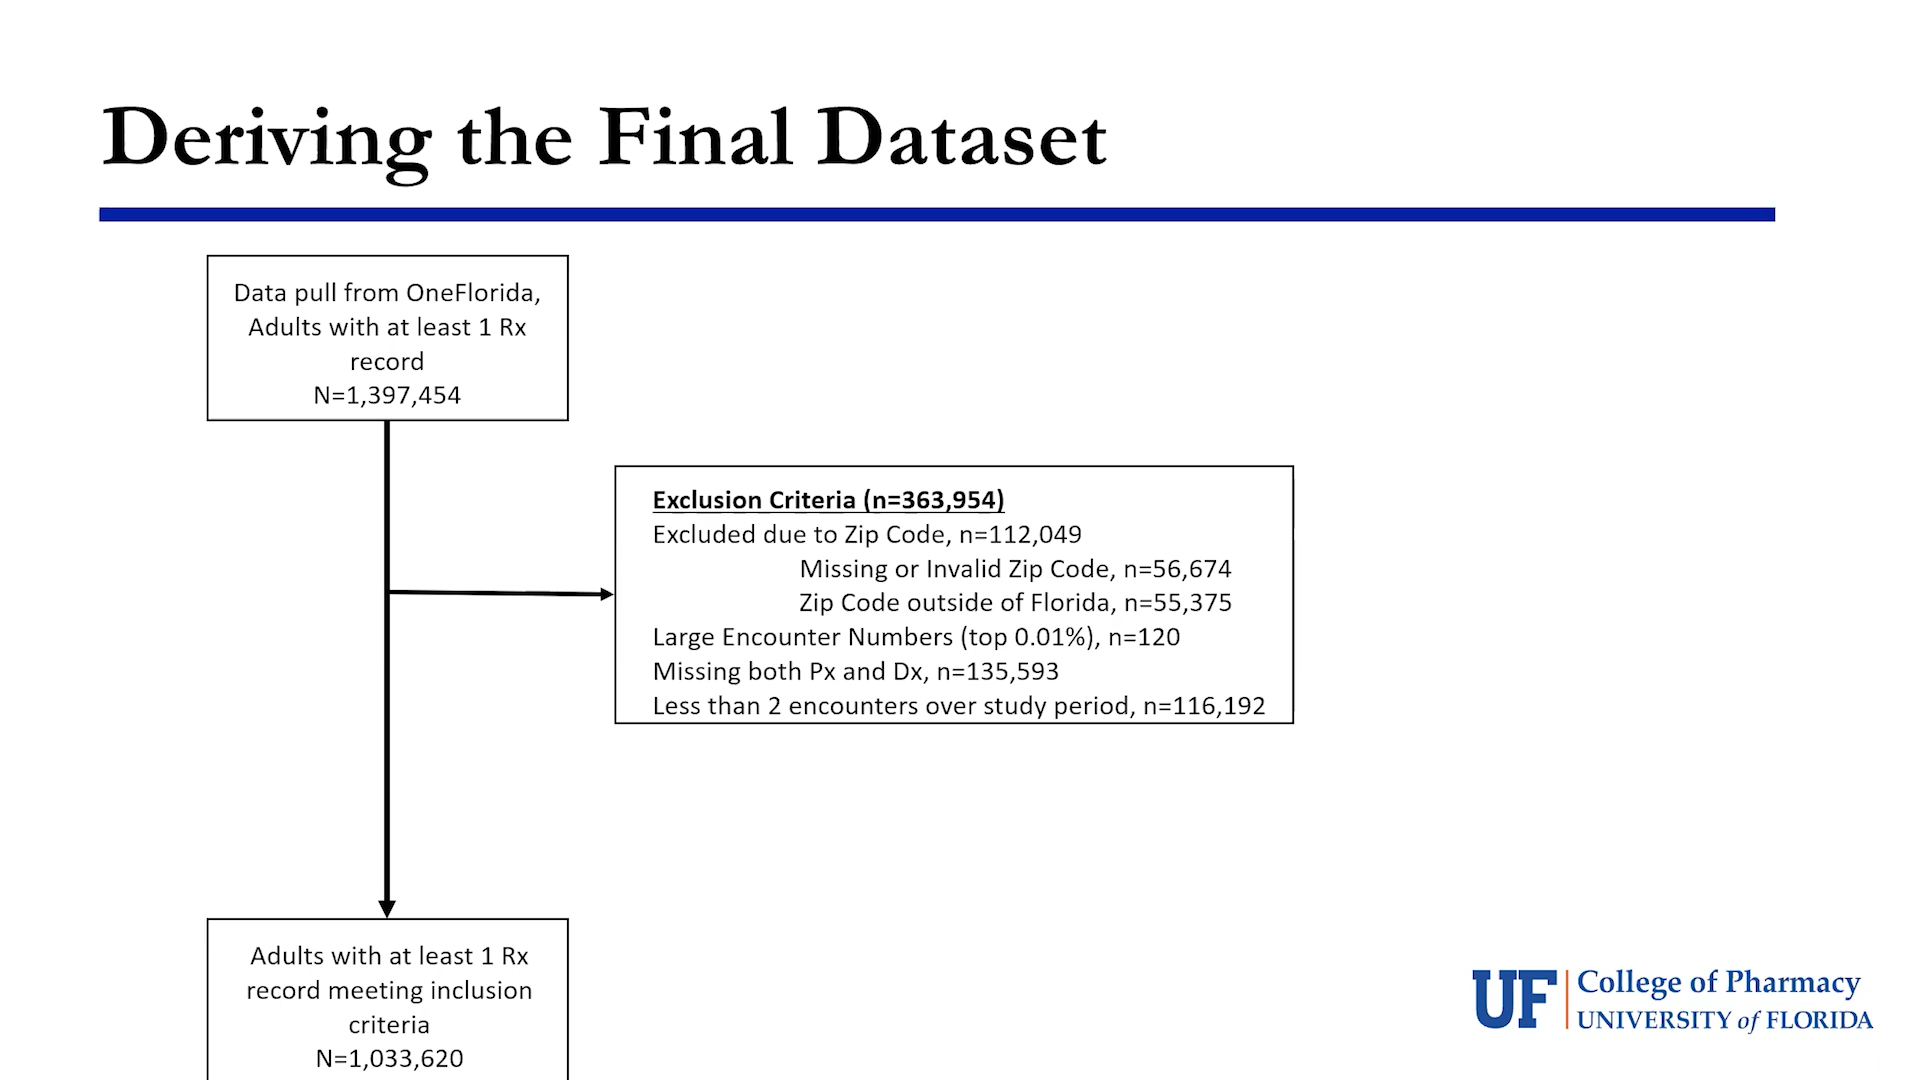 Deriving the Final Dataset
Data pull from OneFlorida,
Adults with at least 1 Rx
record
N=1,397,454
Exclusion Criteria (n=363,954)
Excluded due to Zip Code, n=112,049
Missing or Invalid Zip Code, n=56,674
Zip Code outside of Florida, n=55,375
Large Encounter Numbers (top 0.01%), n=120
Missing both Px and Dx, n=135,593
Less than 2 encounters over study period, n=116,192
Adults with at least 1 Rx
record meeting inclusion
criteria
N=1,033,620
UF College of Pharmacy
UNIVERSITY of FLORIDA